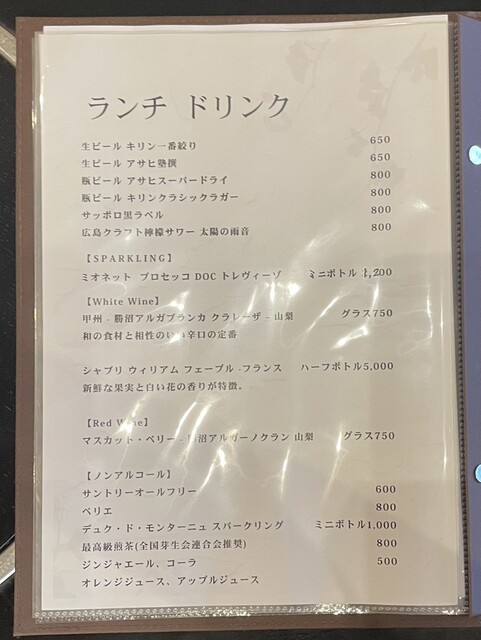 ランチ ドリンク
生ビール キリン一番絞り 650
生ビール アサヒ塾撰 650
瓶ビール アサヒスーパードライ 800
瓶ビール キリンクラシックラガー 800
サッポロ黒ラベル 800
広島クラフト檸檬サワー 太陽の雨音 800
【SPARKLING】
ミオネット プロセッコ DOC トレヴィーゾ ミニボトル 1,200
【White Wine】
甲州 - 勝沼アルガブランカ クラレーザ - 山梨 グラス750
和の食材と相性のいい辛口の定番
シャブリ ウィリアム フェーブル -フランス ハーフボトル5,000
新鮮な果実と白い花の香りが特徴。
【Red Wine】
マスカット・ベリー - 勝沼アルガーノクラン 山梨 グラス750
【ノンアルコール】
サントリーオールフリー 600
ペリエ 800
デュク・ド・モンターニュ スパークリング ミニボトル1,000
最高級煎茶(全国芽生会連合会推奨) 800
ジンジャエール、コーラ 500
オレンジジュース、アップルジュース